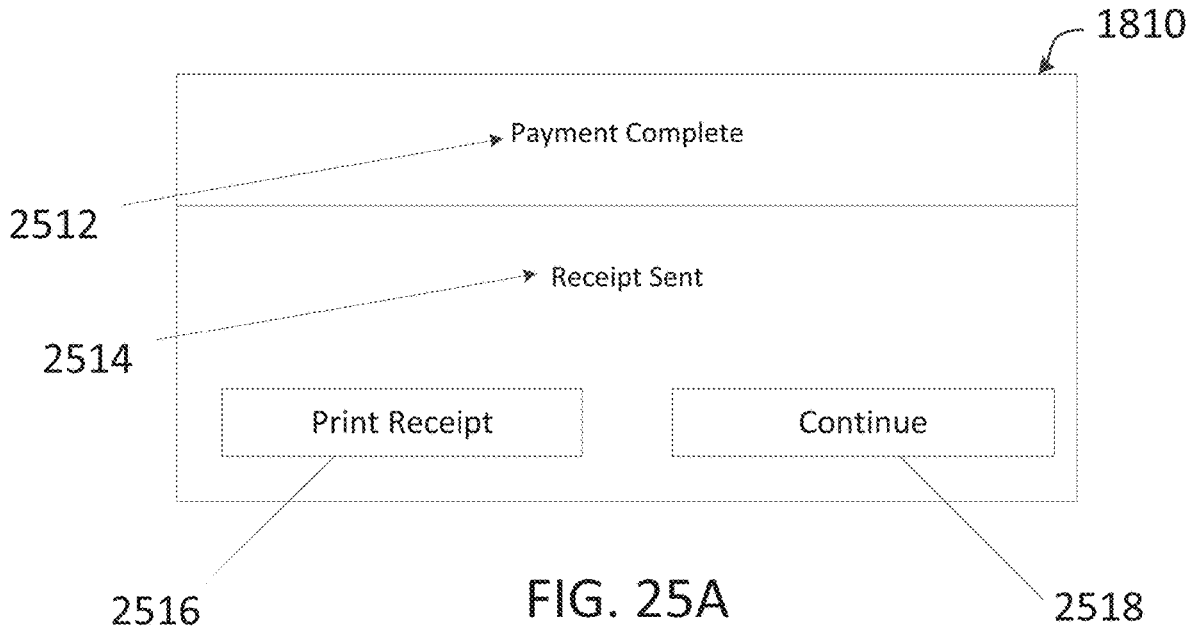 1810
Payment Complete
2512
Receipt Sent
2514
Print Receipt
Continue
2516
FIG. 25A
2518